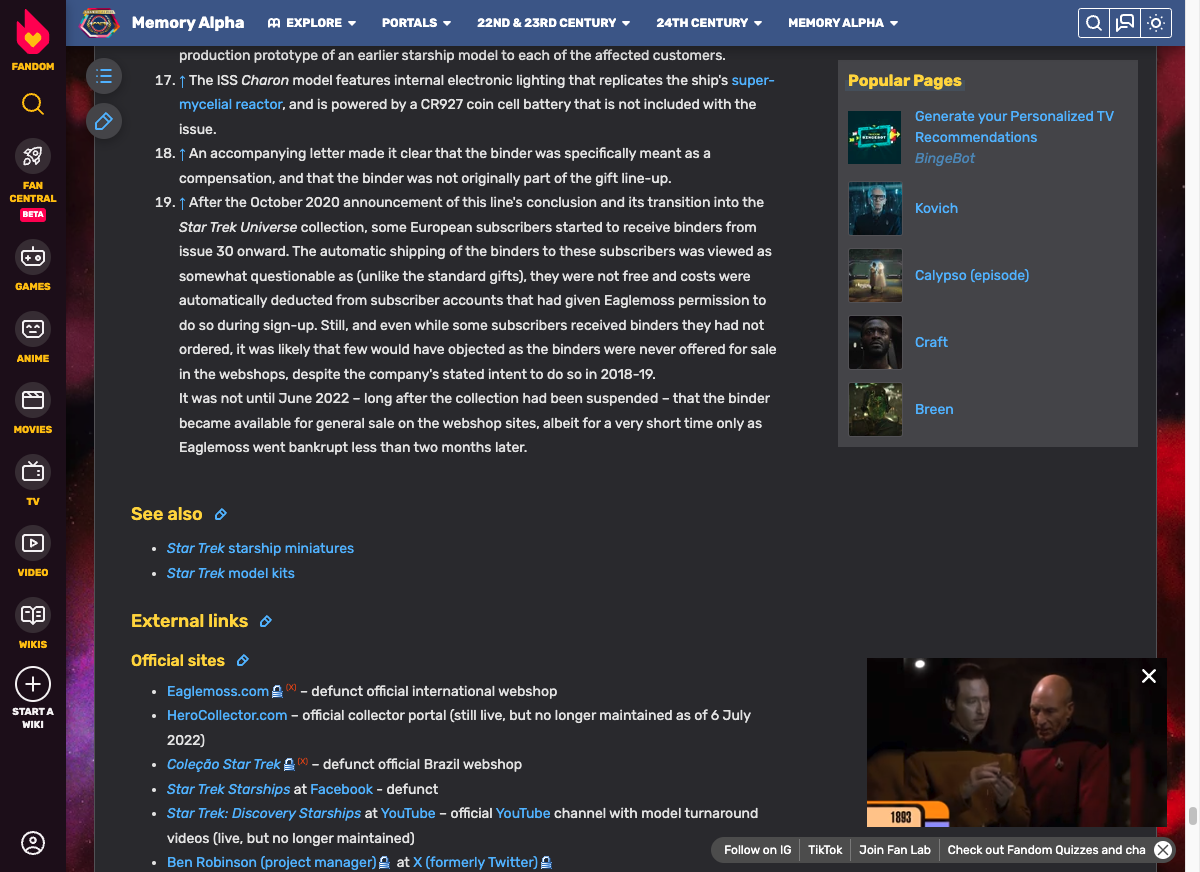 Memory Alpha
EXPLORE
PORTALS
22ND & 23RD CENTURY
24TH CENTURY
MEMORY ALPHA
FANDOM
FAN
CENTRAL
BETA
GAMES
ANIME
MOVIES
TV
VIDEO
WIKIS
START A
WIKI
production prototype of an earlier starship model to each of the affected customers.
17. ↑ The ISS Charon model features internal electronic lighting that replicates the ship's super-
mycelial reactor, and is powered by a CR927 coin cell battery that is not included with the
issue.
18. ↑ An accompanying letter made it clear that the binder was specifically meant as a
compensation, and that the binder was not originally part of the gift line-up.
19. ↑ After the October 2020 announcement of this line's conclusion and its transition into the
Star Trek Universe collection, some European subscribers started to receive binders from
issue 30 onward. The automatic shipping of the binders to these subscribers was viewed as
somewhat questionable as (unlike the standard gifts), they were not free and costs were
automatically deducted from subscriber accounts that had given Eaglemoss permission to
do so during sign-up. Still, and even while some subscribers received binders they had not
ordered, it was likely that few would have objected as the binders were never offered for sale
in the webshops, despite the company's stated intent to do so in 2018-19.
It was not until June 2022 – long after the collection had been suspended – that the binder
became available for general sale on the webshop sites, albeit for a very short time only as
Eaglemoss went bankrupt less than two months later.
See also
• Star Trek starship miniatures
• Star Trek model kits
External links
Official sites
• Eaglemoss.com (X) – defunct official international webshop
• HeroCollector.com – official collector portal (still live, but no longer maintained as of 6 July
2022)
• Coleção Star Trek (X) – defunct official Brazil webshop
• Star Trek Starships at Facebook - defunct
• Star Trek: Discovery Starships at YouTube – official YouTube channel with model turnaround
videos (live, but no longer maintained)
• Ben Robinson (project manager) at X (formerly Twitter)
Popular Pages
Generate your Personalized TV
Recommendations
BingeBot
Kovich
Calypso (episode)
Craft
Breen
1893
Follow on IG
TikTok
Join Fan Lab
Check out Fandom Quizzes and cha